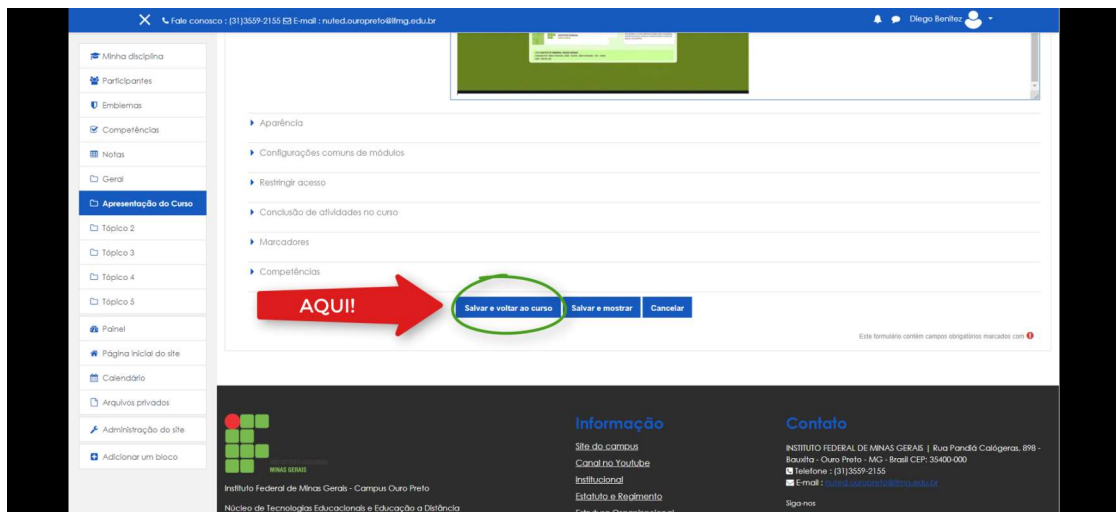 Fale conosco : (31)3559-2155 E-mail : nuted.ouropreto@ifmg.edu.br
Diego Benitez
Minha disciplina
Participantes
Emblemas
Competências
Notas
Geral
Apresentação do Curso
Tópico 2
Tópico 3
Tópico 4
Tópico 5
Painel
Página inicial do site
Calendário
Arquivos privados
Administração do site
Adicionar um bloco
Aparência
Configurações comuns de módulos
Restringir acesso
Conclusão de atividades no curso
Marcadores
Competências
AQUI!
Salvar e voltar ao curso
Salvar e mostrar
Cancelar
Este formulário contém campos obrigatórios marcados com
MINAS GERAIS
Instituto Federal de Minas Gerais - Campus Ouro Preto
Núcleo de Tecnologias Educacionais e Educação a Distância
Informação
Site do campus
Canal no Youtube
Institucional
Estatuto e Regimento
Estrutura Organizacional
Contato
INSTITUTO FEDERAL DE MINAS GERAIS | Rua Pandiá Calógeras, 898 -
Bauxita - Ouro Preto - MG - Brasil CEP: 35400-000
Telefone : (31)3559-2155
E-mail : nuted.ouropreto@ifmg.edu.br
Siga-nos